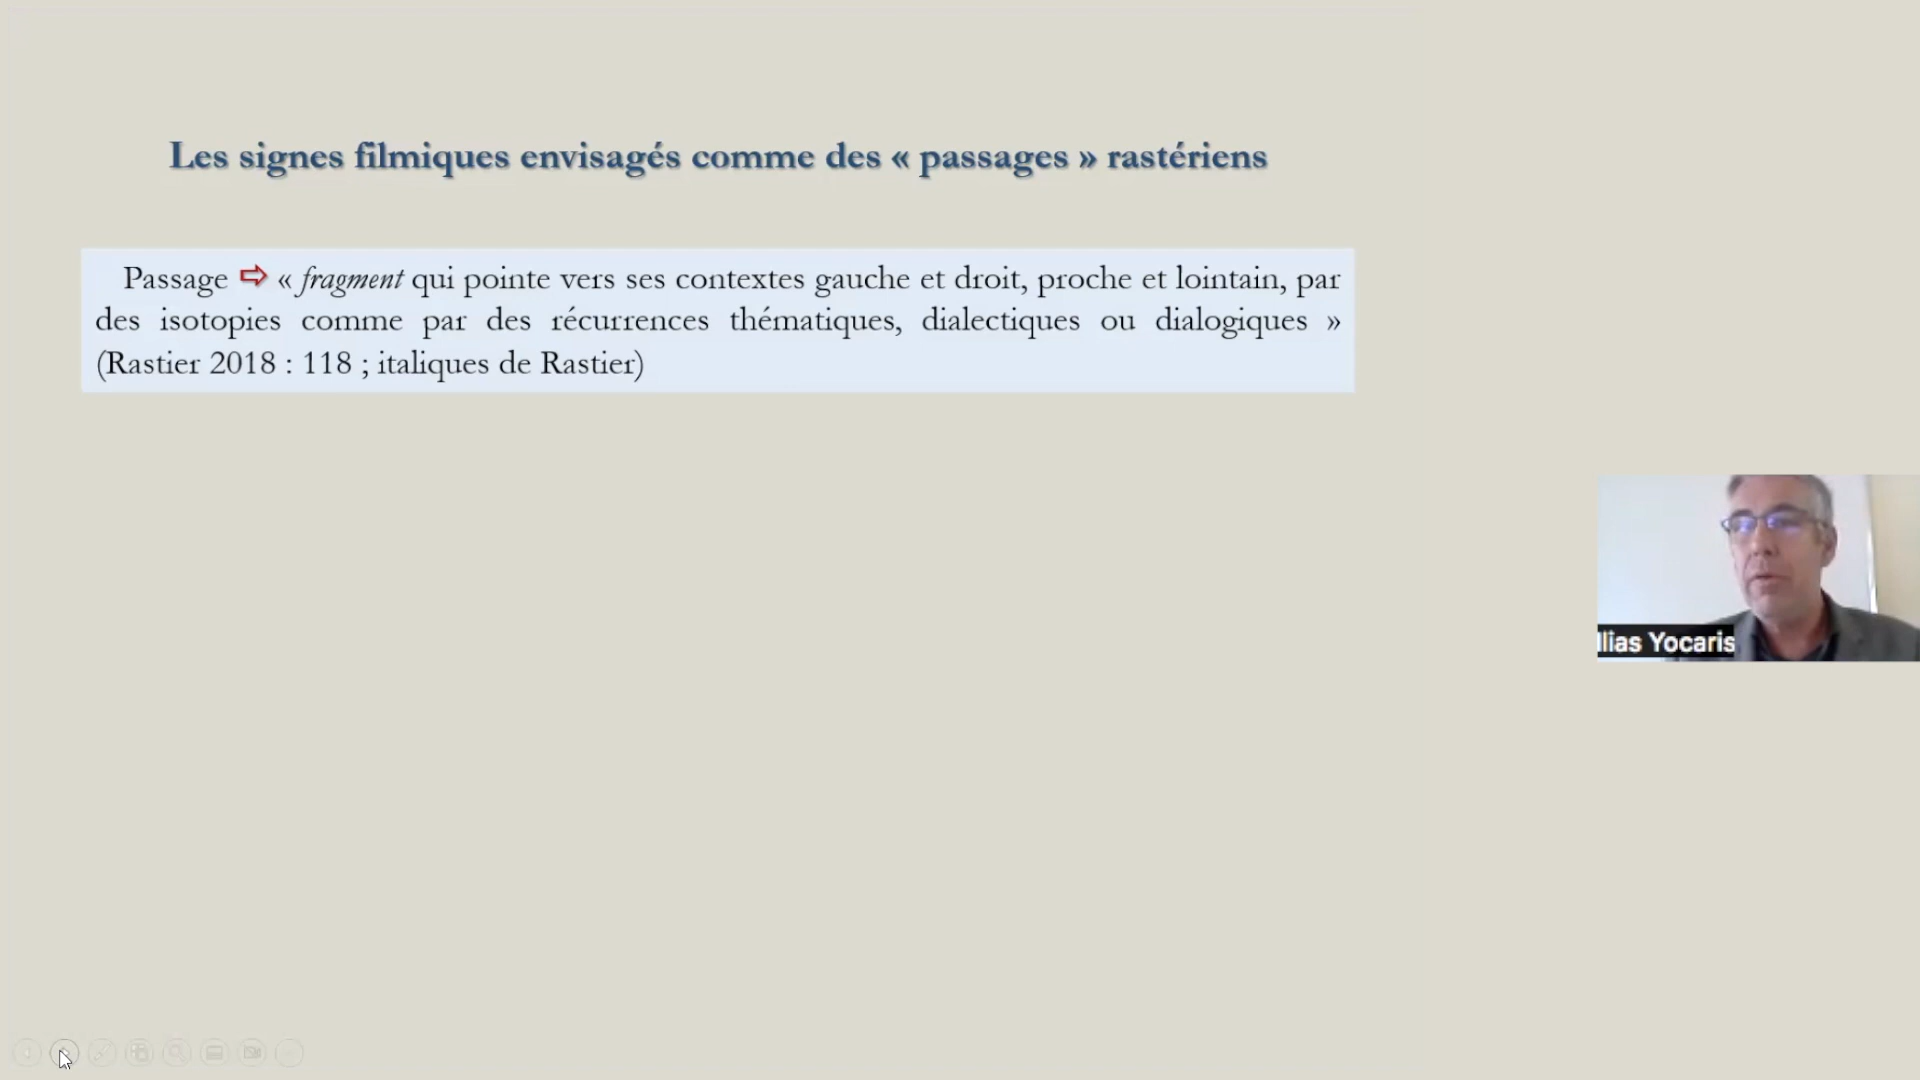 Les signes filmiques envisagés comme des « passages » rastériens
Passage ⇨ « fragment qui pointe vers ses contextes gauche et droit, proche et lointain, par
des isotopies comme par des récurrences thématiques, dialectiques ou dialogiques »
(Rastier 2018 : 118 ; italiques de Rastier)
Ilias Yocaris